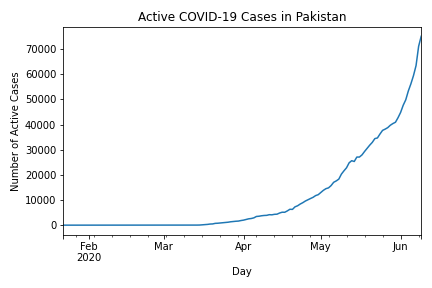 Active COVID-19 Cases in Pakistan
Number of Active Cases
70000
60000
50000
40000
30000
20000
10000
0
Feb Mar Apr May Jun
2020
Day